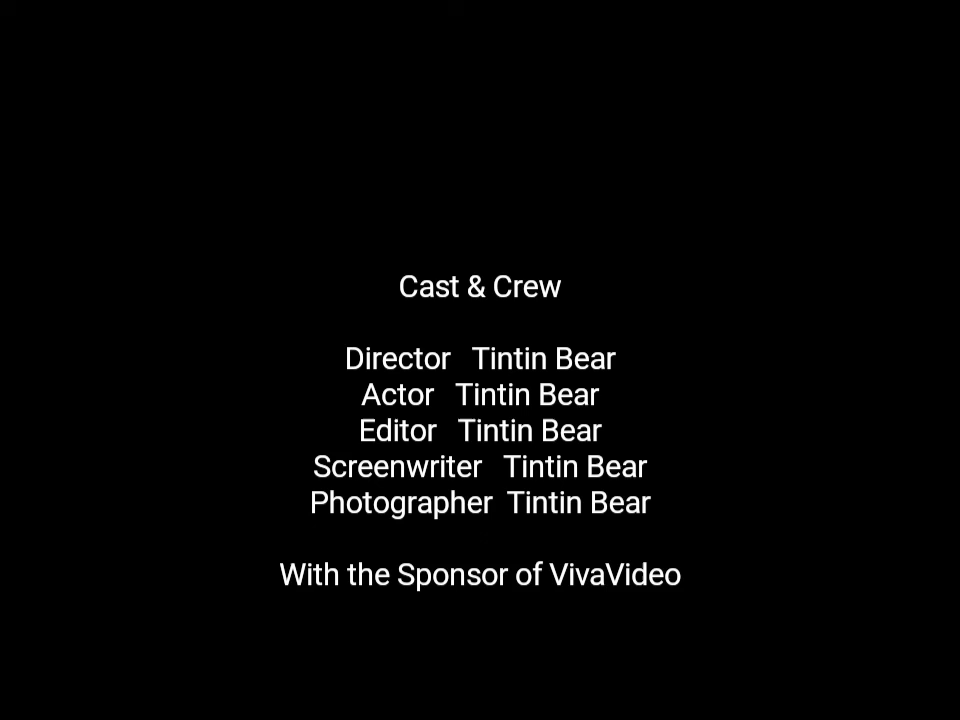 Cast & Crew
Director Tintin Bear
Actor Tintin Bear
Editor Tintin Bear
Screenwriter Tintin Bear
Photographer Tintin Bear
With the Sponsor of VivaVideo